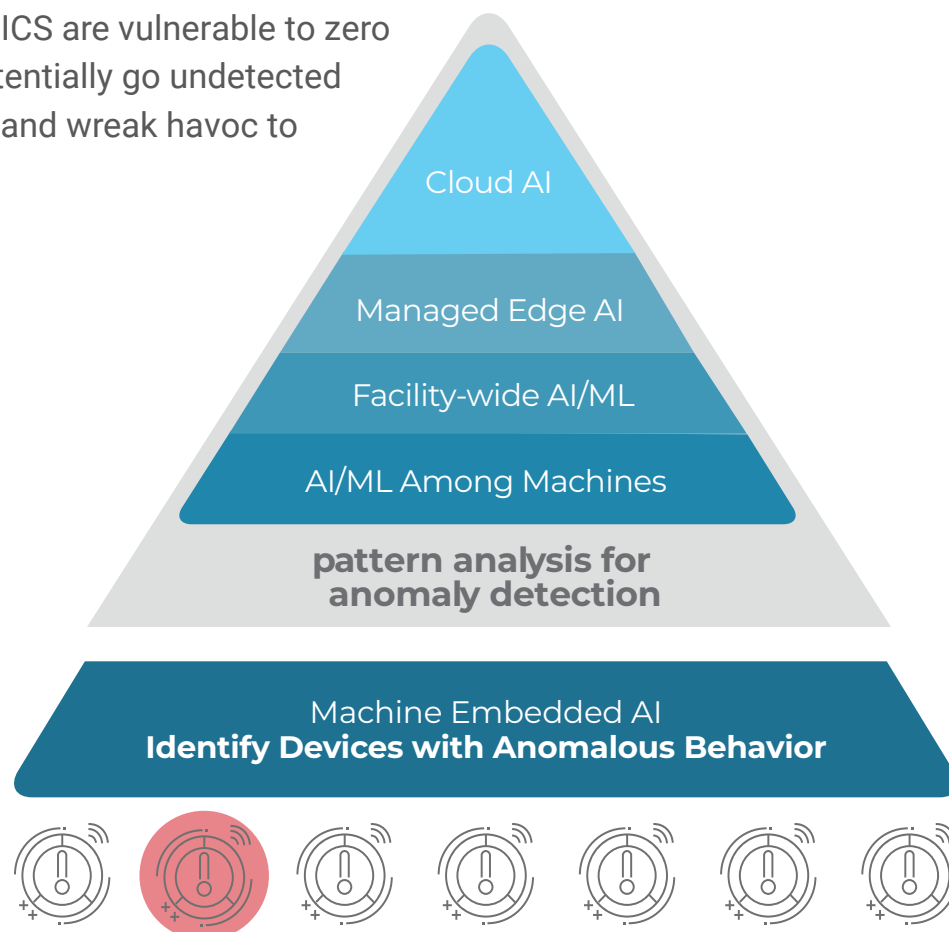 ICS are vulnerable to zero
tentially go undetected
and wreak havoc to
Cloud AI
Managed Edge AI
Facility-wide AI/ML
AI/ML Among Machines
pattern analysis for
anomaly detection
Machine Embedded AI
Identify Devices with Anomalous Behavior